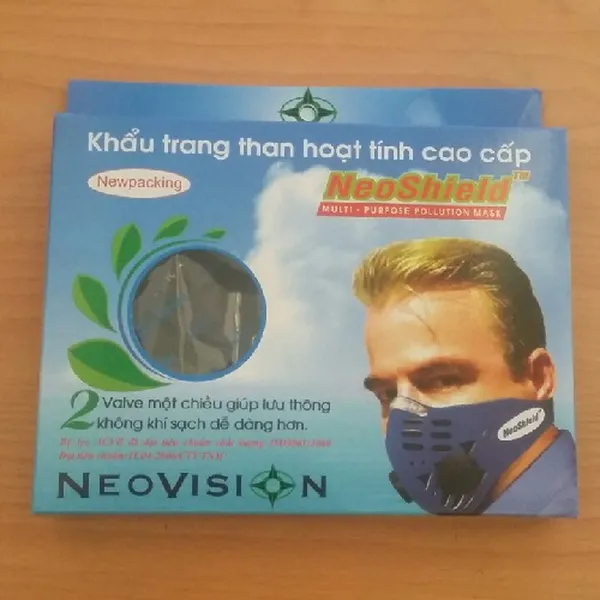 Khẩu trang than hoạt tính cao cấp
Newpacking
NeoShield™
MULTI - PURPOSE POLLUTION MASK
NeoShield
2 Valve một chiều giúp lưu thông
không khí sạch dễ dàng hơn.
NEOVISION